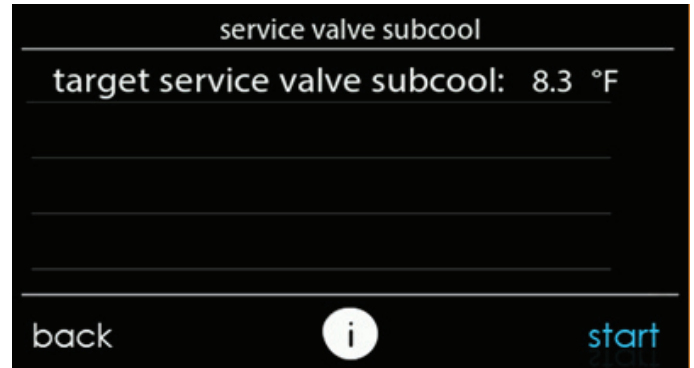 service valve subcool
target service valve subcool: 8.3 °F
back i start